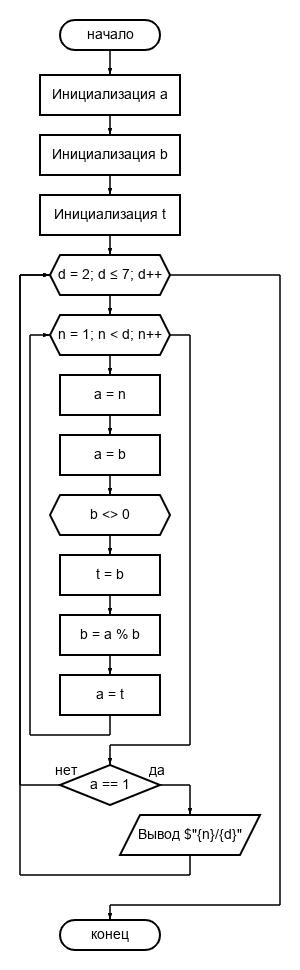 начало
Инициализация a
Инициализация b
Инициализация t
d = 2; d ≤ 7; d++
n = 1; n < d; n++
a = n
a = b
b <> 0
t = b
b = a % b
a = t
нет
да
a == 1
Вывод $"{n}/{d}"
конец